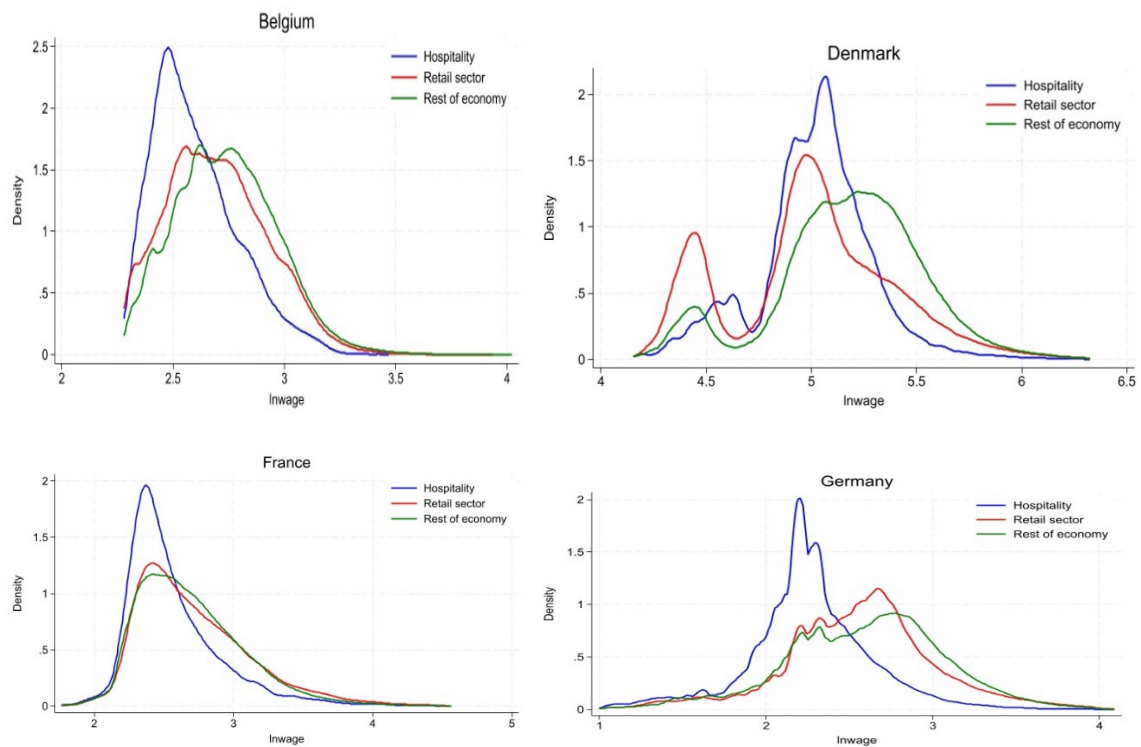 Belgium
Density
2.5
2
1.5
1
.5
0
Hospitality
Retail sector
Rest of economy
2 2.5 3 3.5 4
lnwage
Denmark
Density
2
1.5
1
.5
0
Hospitality
Retail sector
Rest of economy
4 4.5 5 5.5 6 6.5
lnwage
France
Density
2
1.5
1
.5
0
Hospitality
Retail sector
Rest of economy
2 3 4 5
lnwage
Germany
Density
2
1.5
1
.5
0
Hospitality
Retail sector
Rest of economy
1 2 3 4
lnwage